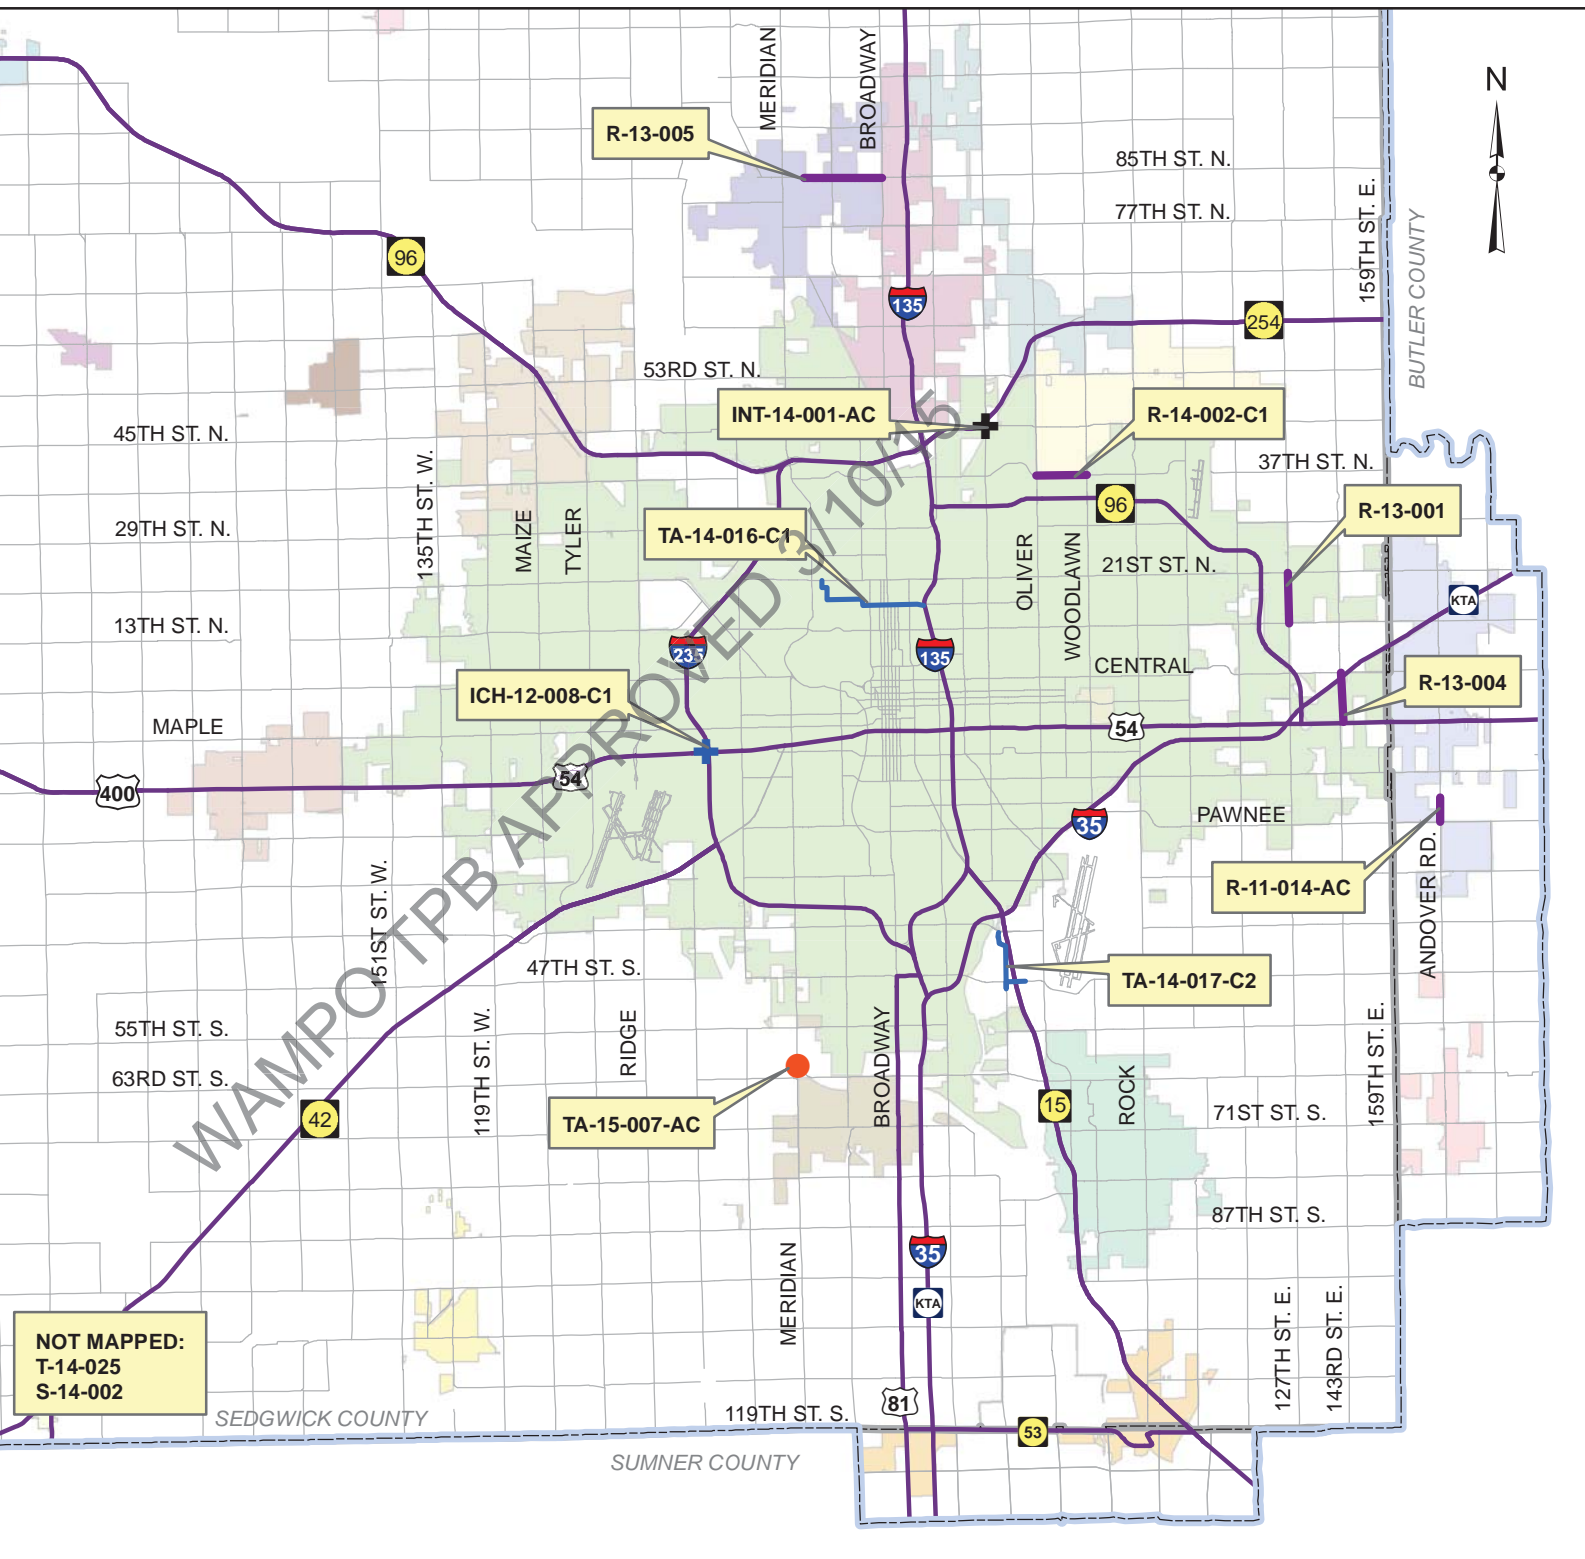 N
MERIDIAN
BROADWAY
R-13-005
85TH ST. N.
77TH ST. N.
159TH ST. E.
BUTLER COUNTY
96
135
254
53RD ST. N.
INT-14-001-AC
R-14-002-C1
45TH ST. N.
37TH ST. N.
135TH ST. W.
MAIZE
TYLER
29TH ST. N.
TA-14-016-C1
96
R-13-001
OLIVER
WOODLAWN
21ST ST. N.
KTA
13TH ST. N.
235
135
CENTRAL
R-13-004
ICH-12-008-C1
MAPLE
54
54
400
35
PAWNEE
R-11-014-AC
ANDOVER RD.
151ST ST. W.
WAMPO TPB APPROVED 3/10/15
47TH ST. S.
TA-14-017-C2
55TH ST. S.
119TH ST. W.
RIDGE
BROADWAY
159TH ST. E.
63RD ST. S.
42
TA-15-007-AC
15
ROCK
71ST ST. S.
87TH ST. S.
35
KTA
MERIDIAN
127TH ST. E.
143RD ST. E.
NOT MAPPED:
T-14-025
S-14-002
81
SEDGWICK COUNTY
119TH ST. S.
53
SUMNER COUNTY